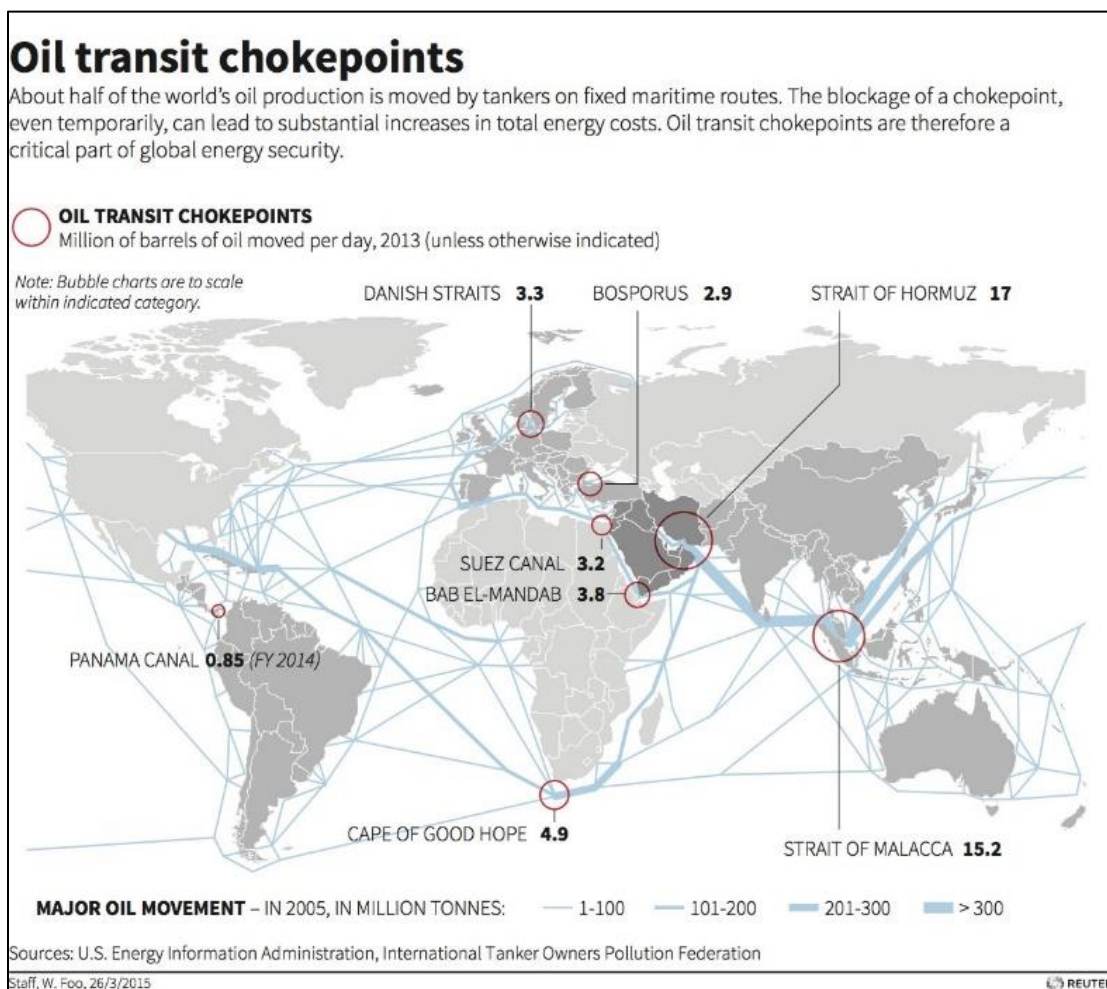 Oil transit chokepoints
About half of the world's oil production is moved by tankers on fixed maritime routes. The blockage of a chokepoint,
even temporarily, can lead to substantial increases in total energy costs. Oil transit chokepoints are therefore a
critical part of global energy security.
OIL TRANSIT CHOKEPOINTS
Million of barrels of oil moved per day, 2013 (unless otherwise indicated)
Note: Bubble charts are to scale
within indicated category.
DANISH STRAITS 3.3
BOSPORUS 2.9
STRAIT OF HORMUZ 17
SUEZ CANAL 3.2
BAB EL-MANDAB 3.8
PANAMA CANAL 0.85 (FY 2014)
CAPE OF GOOD HOPE 4.9
STRAIT OF MALACCA 15.2
MAJOR OIL MOVEMENT – IN 2005, IN MILLION TONNES: 1-100 101-200 201-300 > 300
Sources: U.S. Energy Information Administration, International Tanker Owners Pollution Federation
Staff, W. Foo, 26/3/2015
REUTER